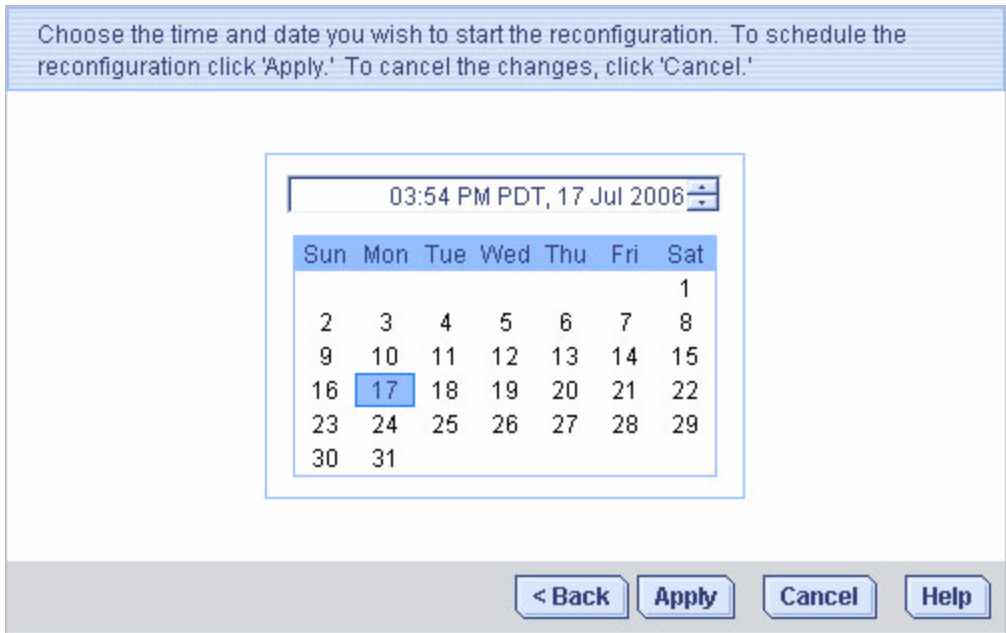 Choose the time and date you wish to start the reconfiguration. To schedule the
reconfiguration click 'Apply.' To cancel the changes, click 'Cancel.'
03:54 PM PDT, 17 Jul 2006
Sun Mon Tue Wed Thu Fri Sat
1
2 3 4 5 6 7 8
9 10 11 12 13 14 15
16 17 18 19 20 21 22
23 24 25 26 27 28 29
30 31
< Back Apply Cancel Help